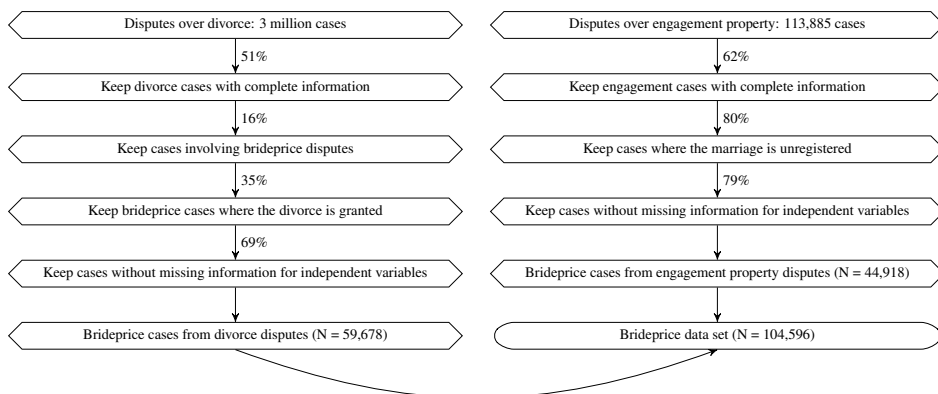 Disputes over divorce: 3 million cases
51%
Keep divorce cases with complete information
16%
Keep cases involving brideprice disputes
35%
Keep brideprice cases where the divorce is granted
69%
Keep cases without missing information for independent variables
Brideprice cases from divorce disputes (N = 59,678)
Disputes over engagement property: 113,885 cases
62%
Keep engagement cases with complete information
80%
Keep cases where the marriage is unregistered
79%
Keep cases without missing information for independent variables
Brideprice cases from engagement property disputes (N = 44,918)
Brideprice data set (N = 104,596)